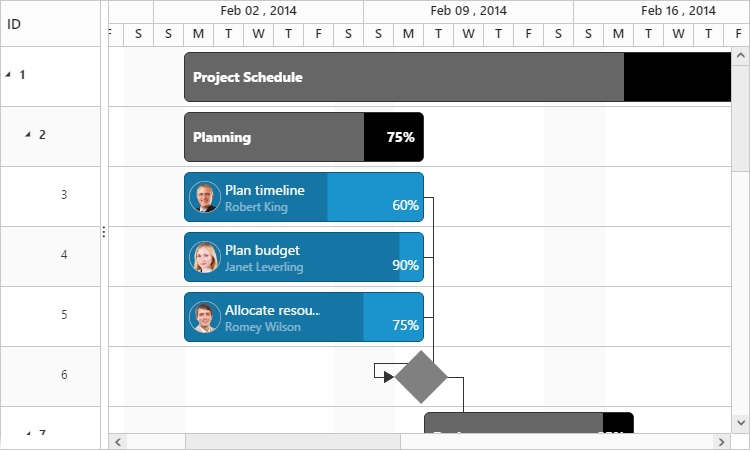 ID
Feb 02 , 2014
Feb 09 , 2014
Feb 16 , 2014
S S M T W T F S S M T W T F S S M T W T F
1
Project Schedule
2
Planning
75%
3
Plan timeline
Robert King
60%
4
Plan budget
Janet Leverling
90%
5
Allocate resou...
Romey Wilson
75%
6
7